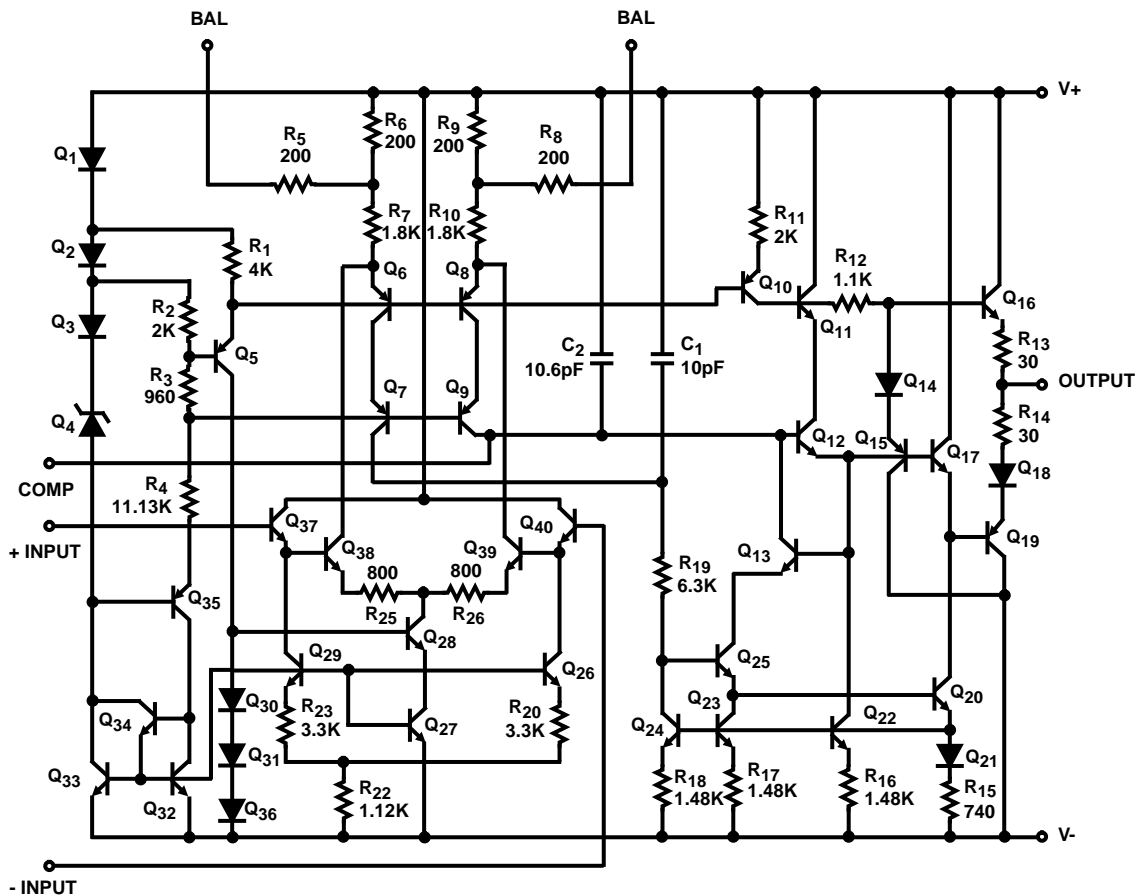 BAL
BAL
V+
R5
200
R6
200
R9
200
R8
200
Q1
Q2
R1
4K
R7
1.8K
R10
1.8K
R11
2K
Q3
R2
2K
Q5
Q6
Q8
Q10
R12
1.1K
Q11
Q16
R13
30
R3
960
Q4
C2
10.6pF
C1
10pF
Q14
OUTPUT
R14
30
Q7
Q9
Q12
Q15
Q17
Q18
COMP
R4
11.13K
+ INPUT
Q37
Q38
Q39
Q40
Q13
Q19
800
R25
800
R26
R19
6.3K
Q35
Q28
Q29
Q26
Q25
Q30
R23
3.3K
Q27
R20
3.3K
Q24
Q23
Q22
Q20
Q34
Q31
Q21
Q33
Q32
Q36
R22
1.12K
R18
1.48K
R17
1.48K
R16
1.48K
R15
740
V-
- INPUT